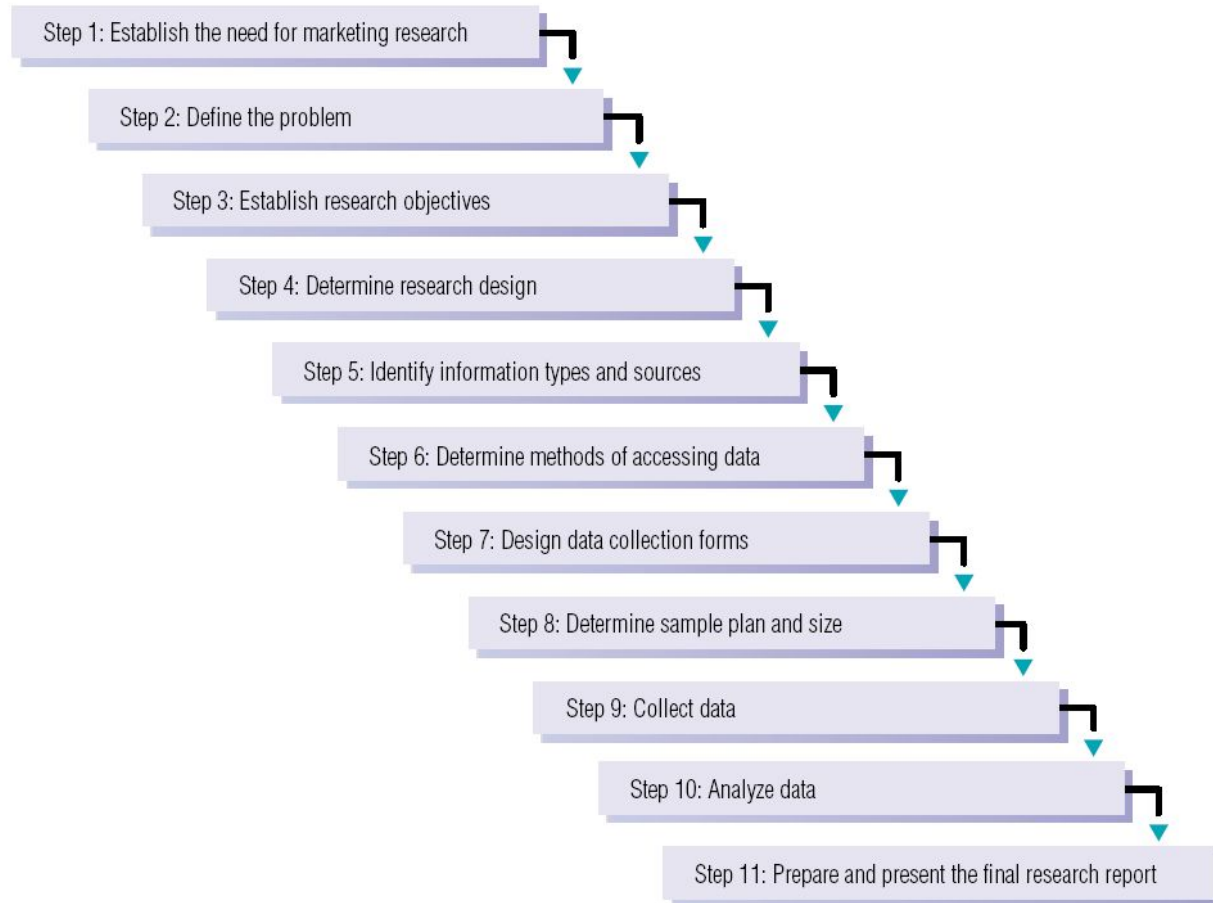 Step 1: Establish the need for marketing research
Step 2: Define the problem
Step 3: Establish research objectives
Step 4: Determine research design
Step 5: Identify information types and sources
Step 6: Determine methods of accessing data
Step 7: Design data collection forms
Step 8: Determine sample plan and size
Step 9: Collect data
Step 10: Analyze data
Step 11: Prepare and present the final research report